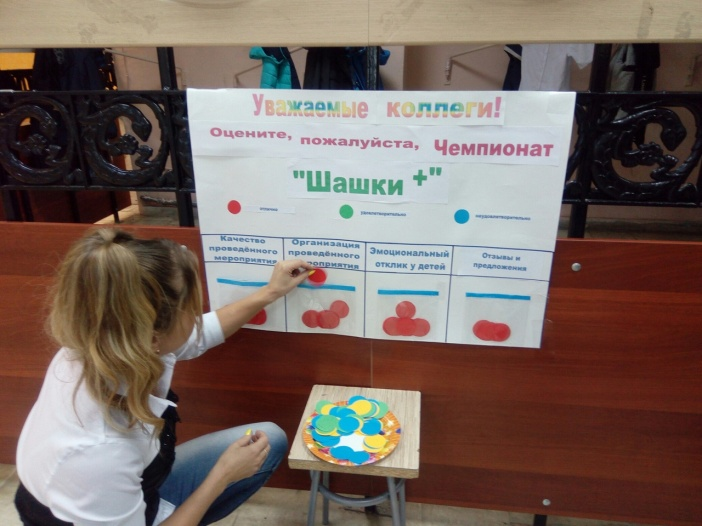 Уважаемые коллеги!
Оцените, пожалуйста, Чемпионат
"Шашки +"
отлично удовлетворительно неудовлетворительно
Качество проведённого мероприятия
Организация проведённого мероприятия
Эмоциональный отклик у детей
Отзывы и предложения